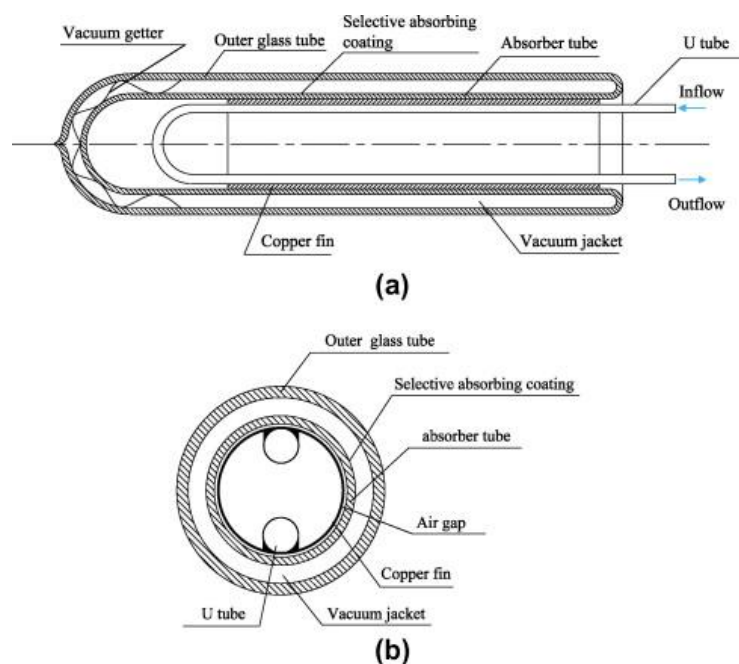 Vacuum getter
Outer glass tube
Selective absorbing
coating
Absorber tube
U tube
Inflow
Outflow
Copper fin
Vacuum jacket
(a)
Outer glass tube
Selective absorbing coating
absorber tube
Air gap
Copper fin
Vacuum jacket
U tube
(b)